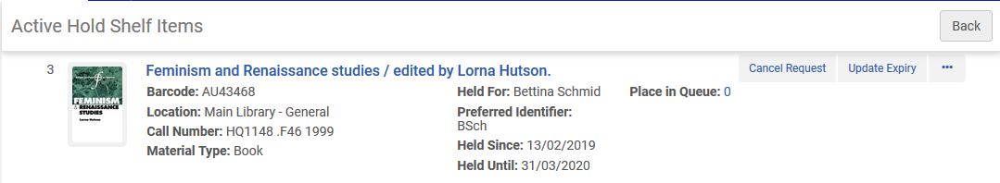 Active Hold Shelf Items
Back
3
FEMINISM
& RENAISSANCE
STUDIES
Lorna Hutson
Feminism and Renaissance studies / edited by Lorna Hutson.
Barcode: AU43468
Location: Main Library - General
Call Number: HQ1148 .F46 1999
Material Type: Book
Held For: Bettina Schmid
Preferred Identifier:
BSch
Held Since: 13/02/2019
Held Until: 31/03/2020
Place in Queue: 0
Cancel Request
Update Expiry
•••